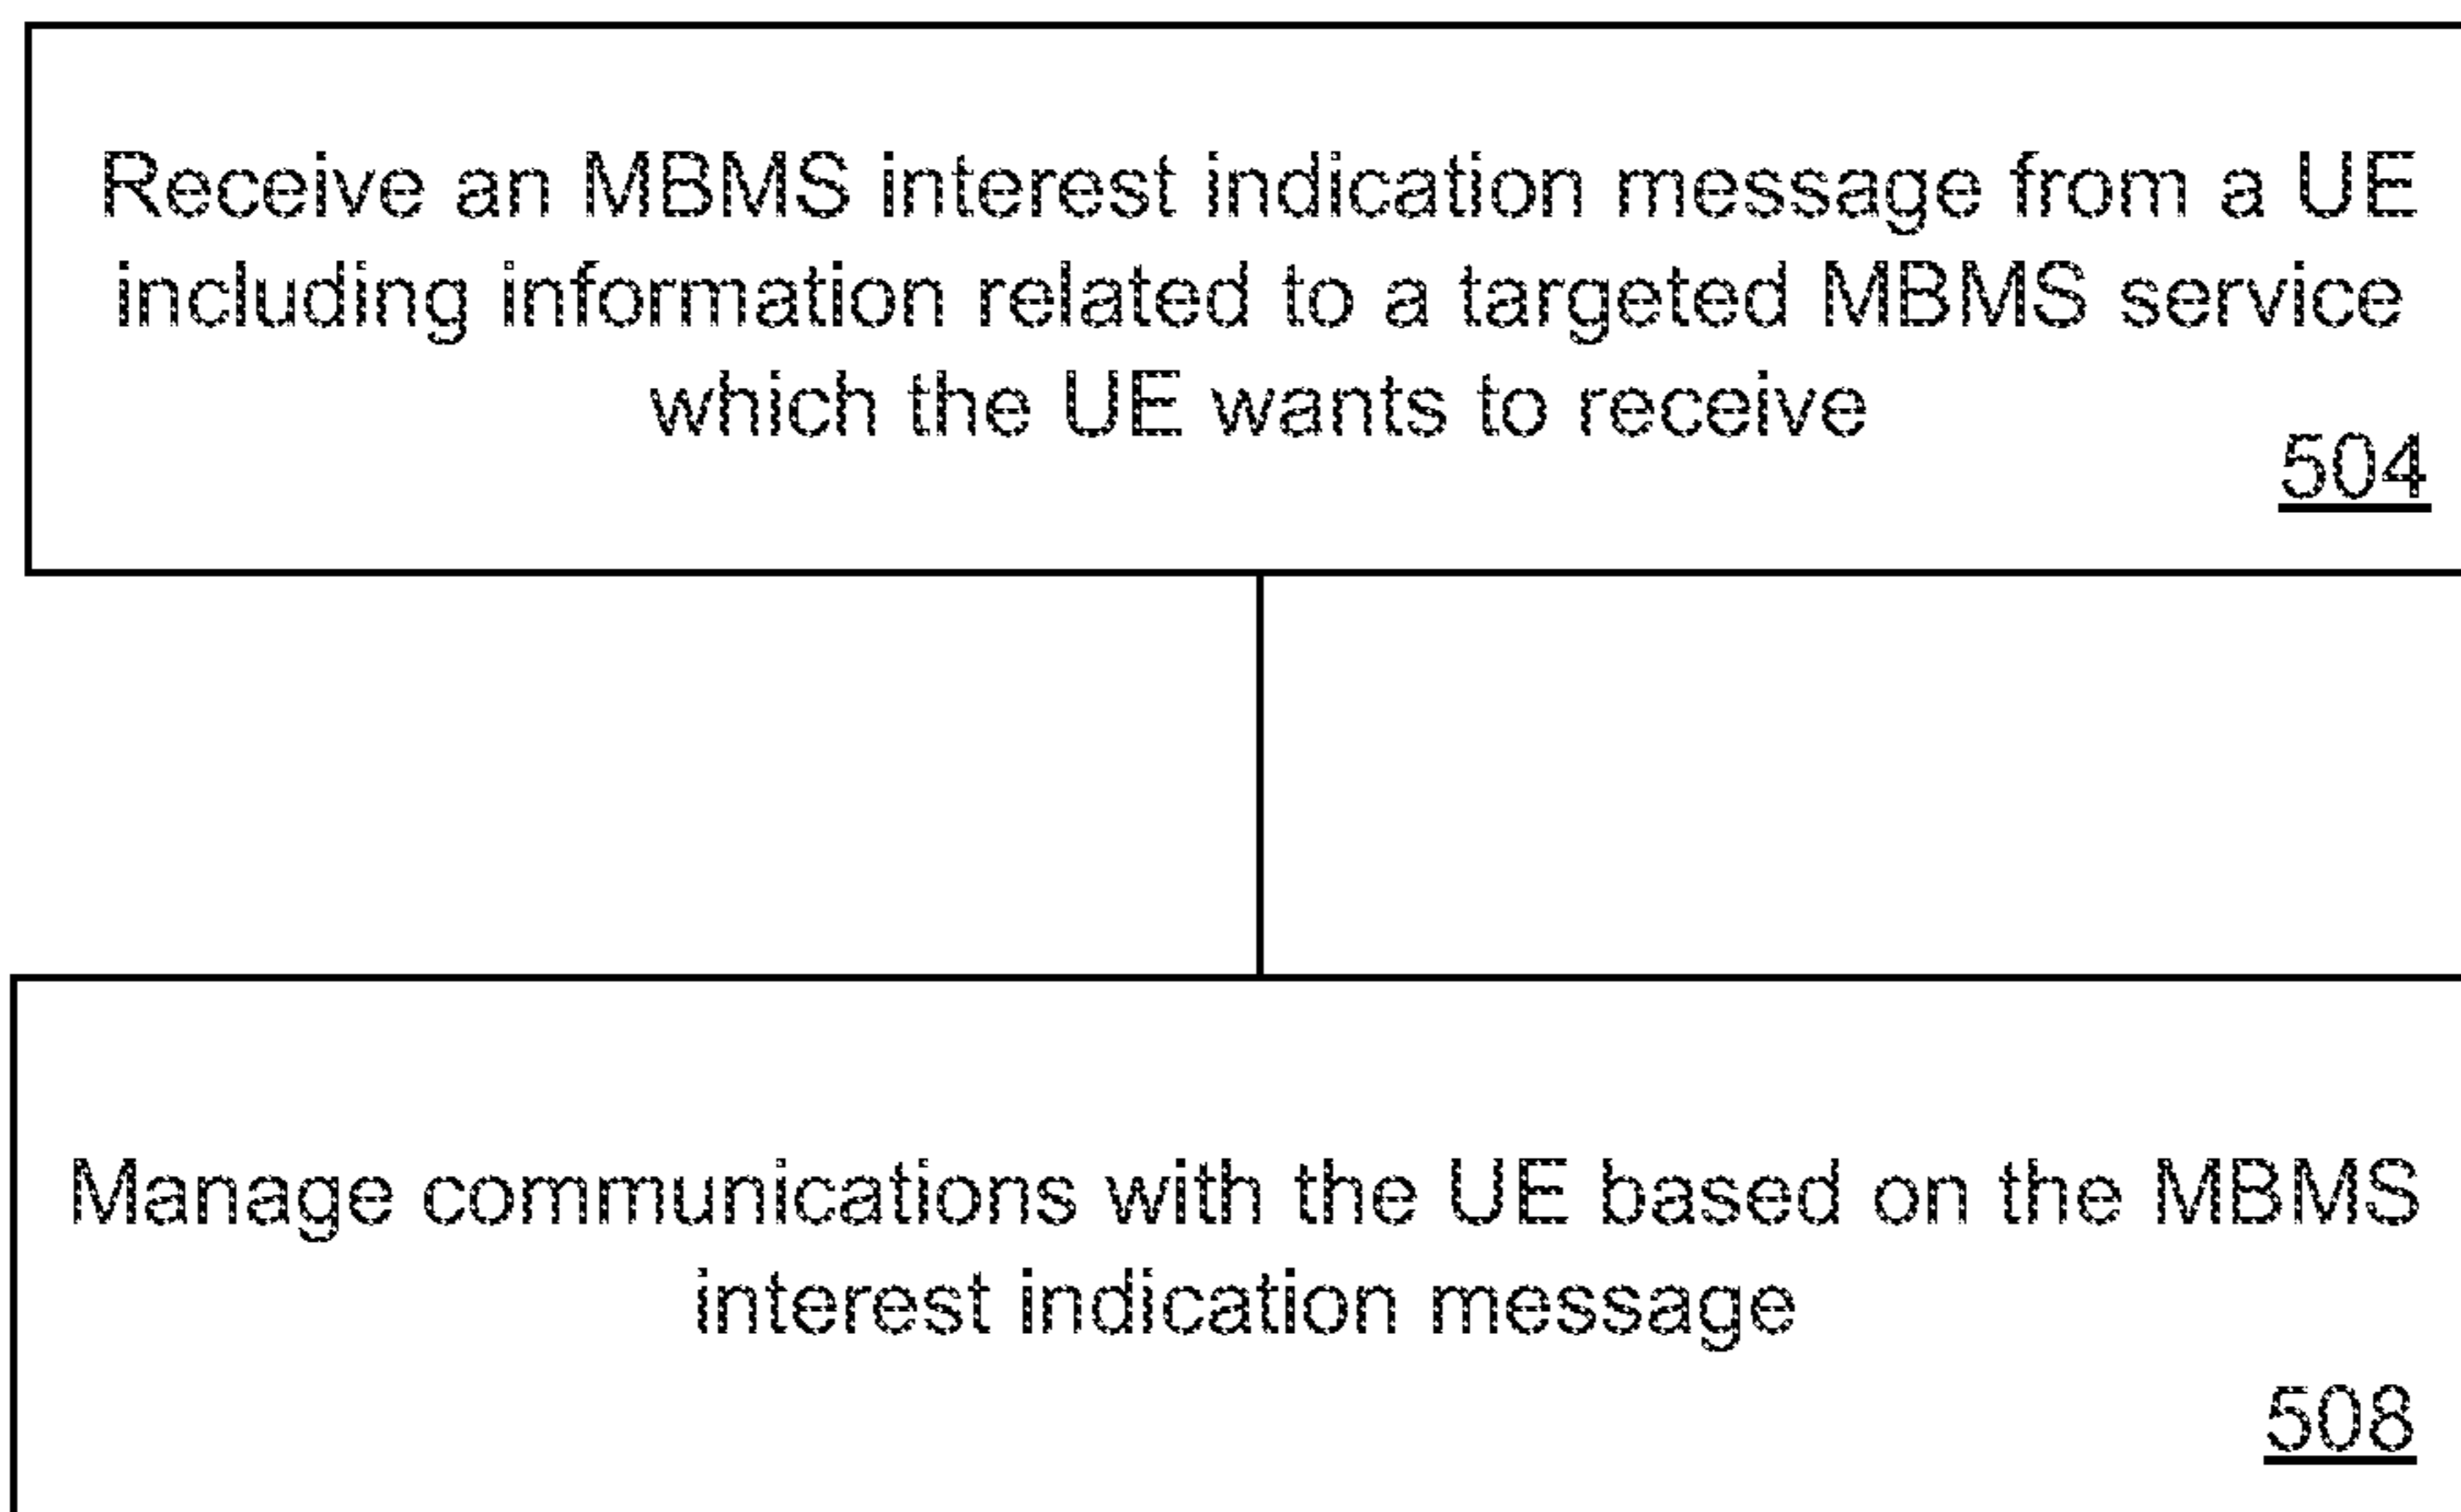 Receive an MBMS interest indication message from a UE
including information related to a targeted MBMS service
which the UE wants to receive
504
Manage communications with the UE based on the MBMS
interest indication message
508